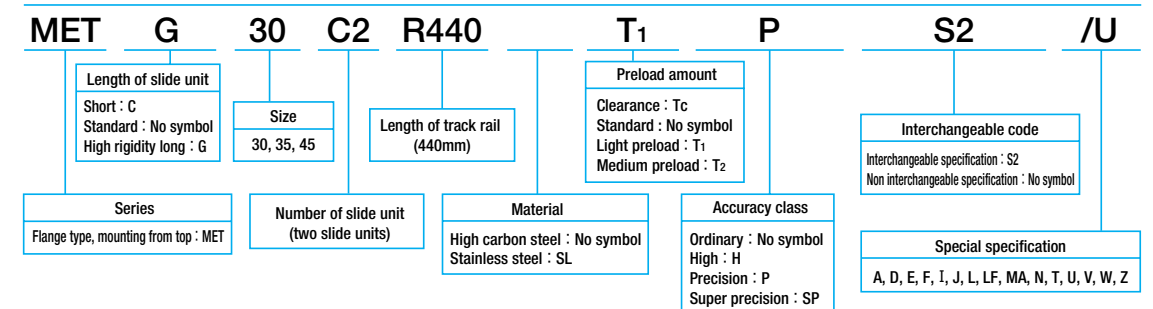 MET G 30 C2 R440 T1 P S2 /U
Length of slide unit
Short : C
Standard : No symbol
High rigidity long : G
Size
30, 35, 45
Length of track rail
(440mm)
Preload amount
Clearance : Tc
Standard : No symbol
Light preload : T1
Medium preload : T2
Interchangeable code
Interchangeable specification : S2
Non interchangeable specification : No symbol
Series
Flange type, mounting from top : MET
Number of slide unit
(two slide units)
Material
High carbon steel : No symbol
Stainless steel : SL
Accuracy class
Ordinary : No symbol
High : H
Precision : P
Super precision : SP
Special specification
A, D, E, F, I, J, L, LF, MA, N, T, U, V, W, Z